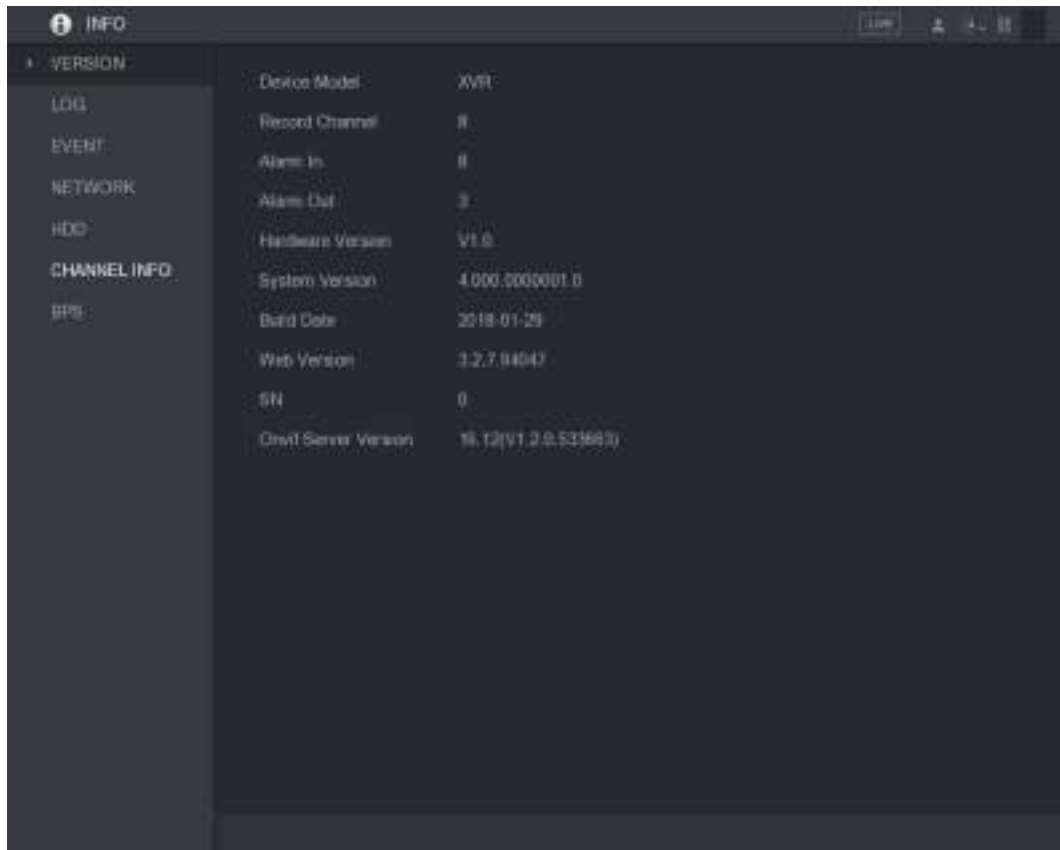 INFO
LIVE
VERSION
LOG
EVENT
NETWORK
HDD
CHANNEL INFO
BPS
Device Model XVR
Record Channel 8
Alarm In 8
Alarm Out 3
Hardware Version V1.0
System Version 4.000.0000001.0
Build Date 2018-01-29
Web Version 3.2.7.94047
SN 0
Onvif Server Version 16.12(V1.2.0.533663)